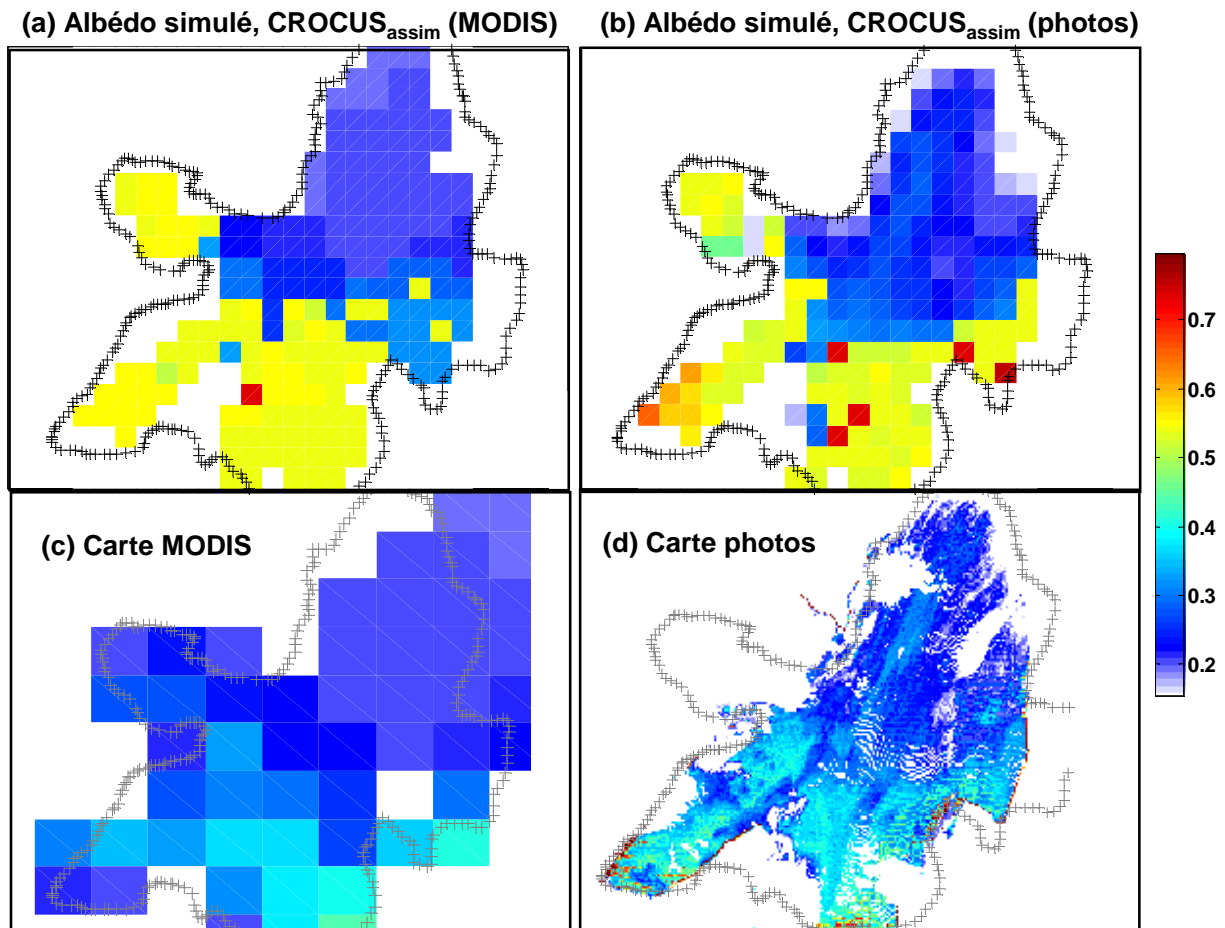 (a) Albédo simulé, CROCUSassim (MODIS)
(b) Albédo simulé, CROCUSassim (photos)
0.7
0.6
0.5
0.4
0.3
0.2
(c) Carte MODIS
(d) Carte photos